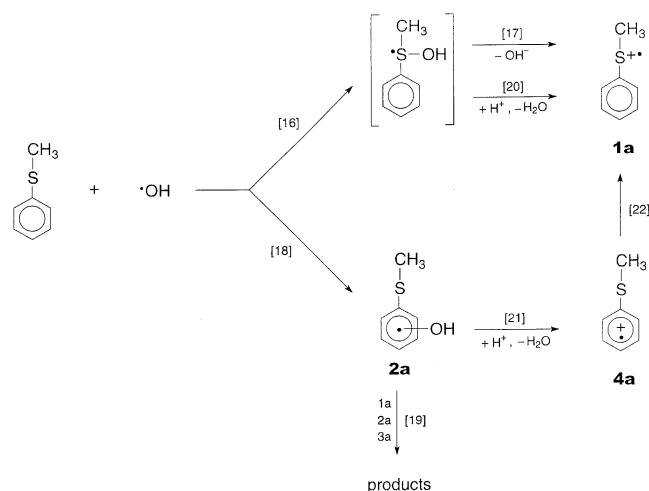 CH₃
•S–OH
[17]
– OH⁻
[20]
+ H⁺ , –H₂O
CH₃
S+•
1a
[16]
CH₃
S
+
•OH
[22]
[18]
CH₃
S
•
OH
2a
[21]
+ H⁺ , –H₂O
CH₃
S
+
•
4a
1a
2a
3a
[19]
products